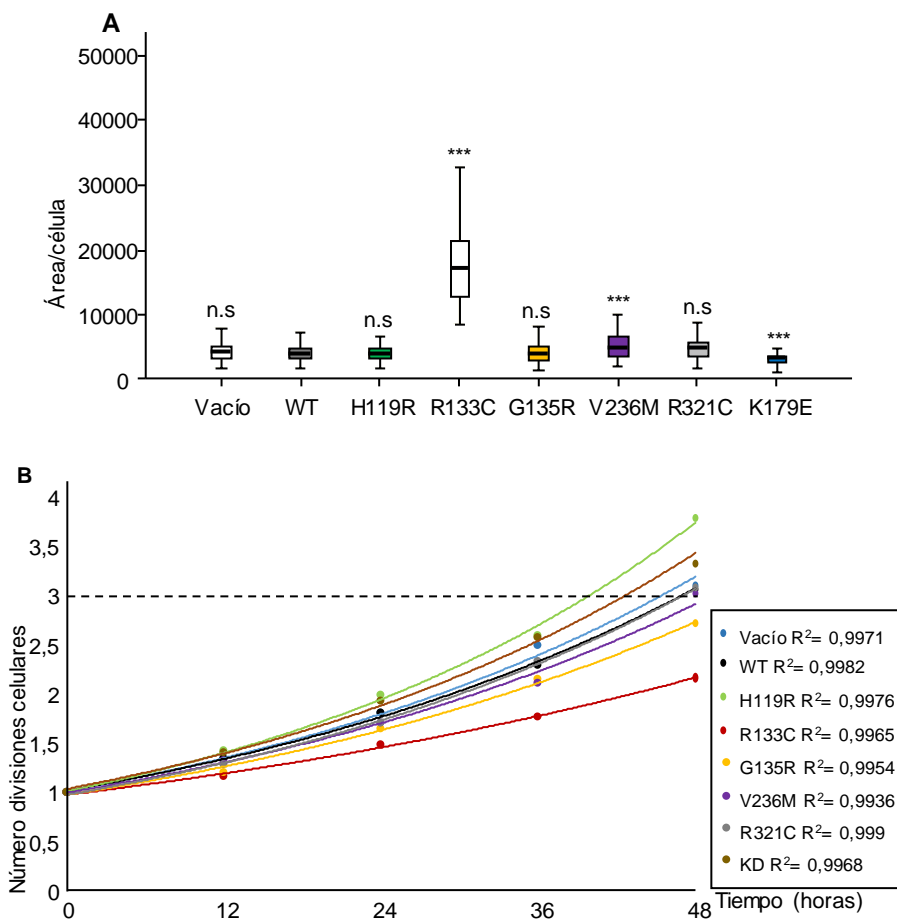 A
50000
40000
30000
20000
10000
0
Área/célula
n.s
n.s
***
n.s
***
n.s
***
Vacío WT H119R R133C G135R V236M R321C K179E
B
4
3,5
3
2,5
2
1,5
1
0,5
0
Número divisiones celulares
0 12 24 36 48
Tiempo (horas)
Vacío R²= 0,9971
WT R²= 0,9982
H119R R²= 0,9976
R133C R²= 0,9965
G135R R²= 0,9954
V236M R²= 0,9936
R321C R²= 0,999
KD R²= 0,9968